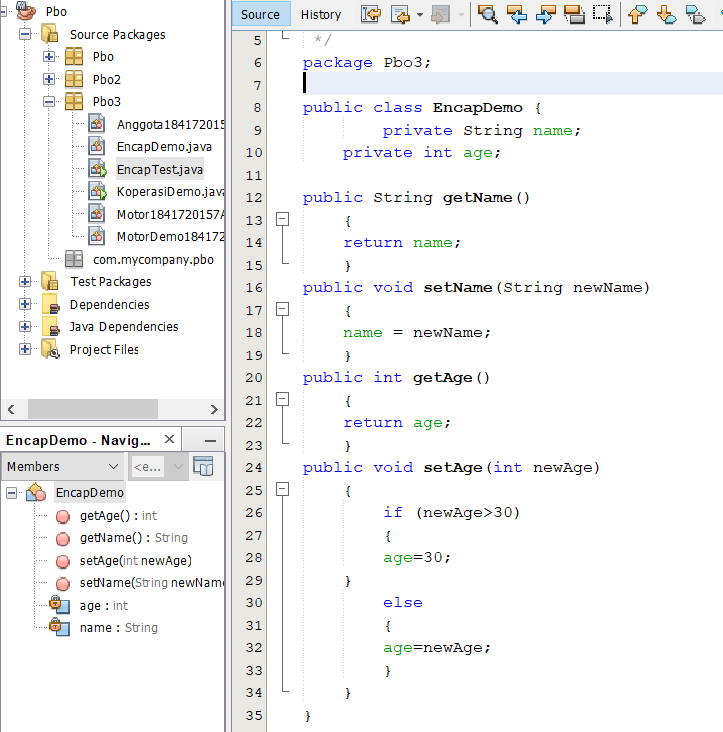 Pbo
Source Packages
Pbo
Pbo2
Pbo3
Anggota184172015
EncapDemo.java
EncapTest.java
KoperasiDemo.java
Motor1841720157A
MotorDemo184172
com.mycompany.pbo
Test Packages
Dependencies
Java Dependencies
Project Files
EncapDemo - Navig...
Members
<e...
EncapDemo
getAge() : int
getName() : String
setAge(int newAge)
setName(String newName
age : int
name : String
Source History
5 */
6 package Pbo3;
7
8 public class EncapDemo {
9 private String name;
10 private int age;
11
12 public String getName()
13 {
14 return name;
15 }
16 public void setName(String newName)
17 {
18 name = newName;
19 }
20 public int getAge()
21 {
22 return age;
23 }
24 public void setAge(int newAge)
25 {
26 if (newAge>30)
27 {
28 age=30;
29 }
30 else
31 {
32 age=newAge;
33 }
34 }
35 }